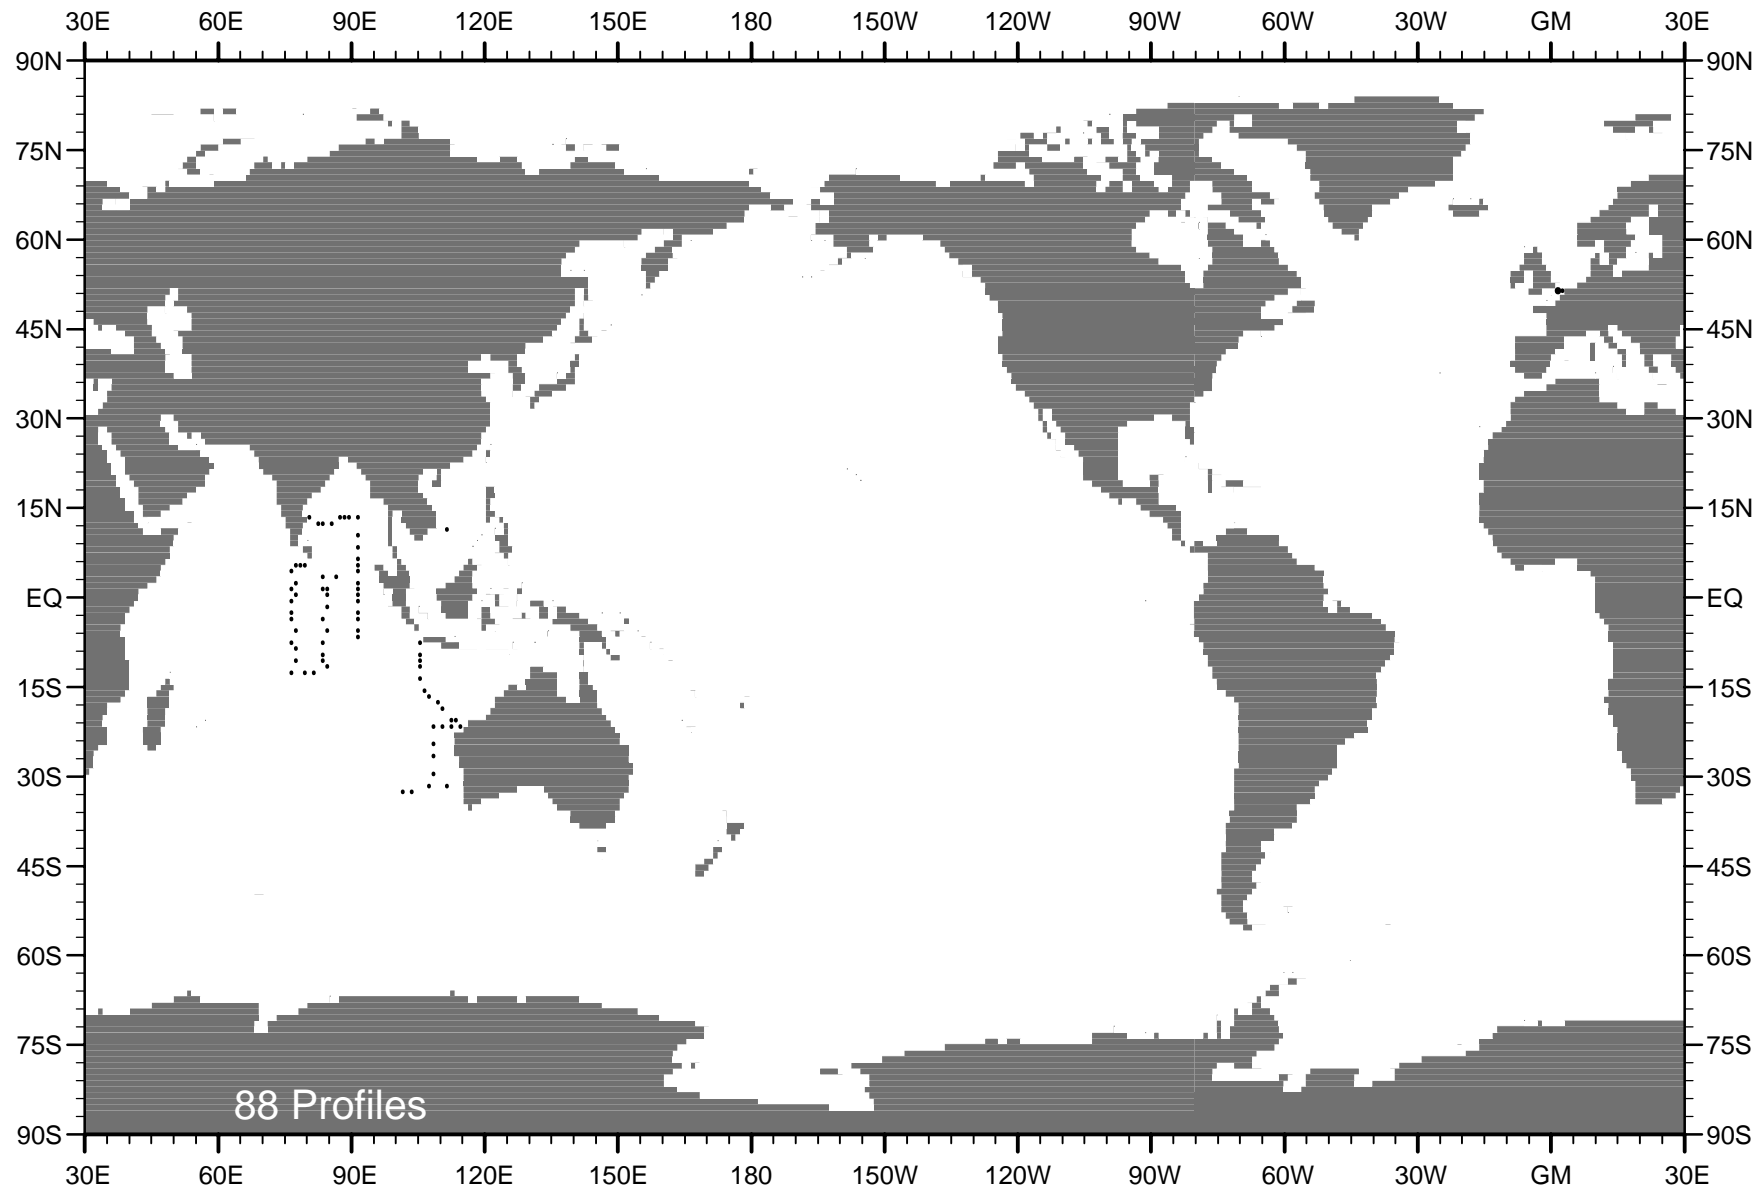 30E 60E 90E 120E 150E 180 150W 120W 90W 60W 30W GM 30E
90N 90N
75N 75N
60N 60N
45N 45N
30N 30N
15N 15N
EQ EQ
15S 15S
30S 30S
45S 45S
60S 60S
75S 75S
88 Profiles
90S 90S
30E 60E 90E 120E 150E 180 150W 120W 90W 60W 30W GM 30E